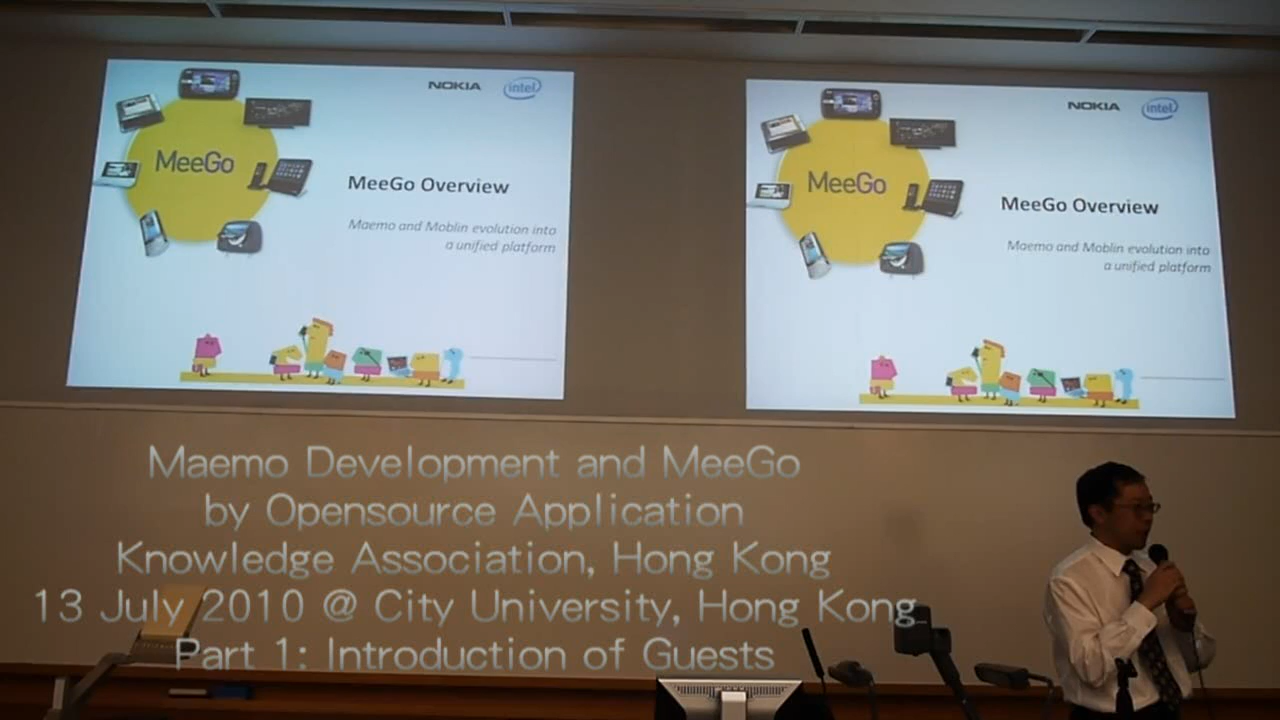 NOKIA intel
MeeGo
MeeGo Overview
Maemo and Moblin evolution into
a unified platform
NOKIA intel
MeeGo
MeeGo Overview
Maemo and Moblin evolution into
a unified platform
Maemo Development and MeeGo
by Opensource Application
Knowledge Association, Hong Kong
13 July 2010 @ City University, Hong Kong
Part 1: Introduction of Guests